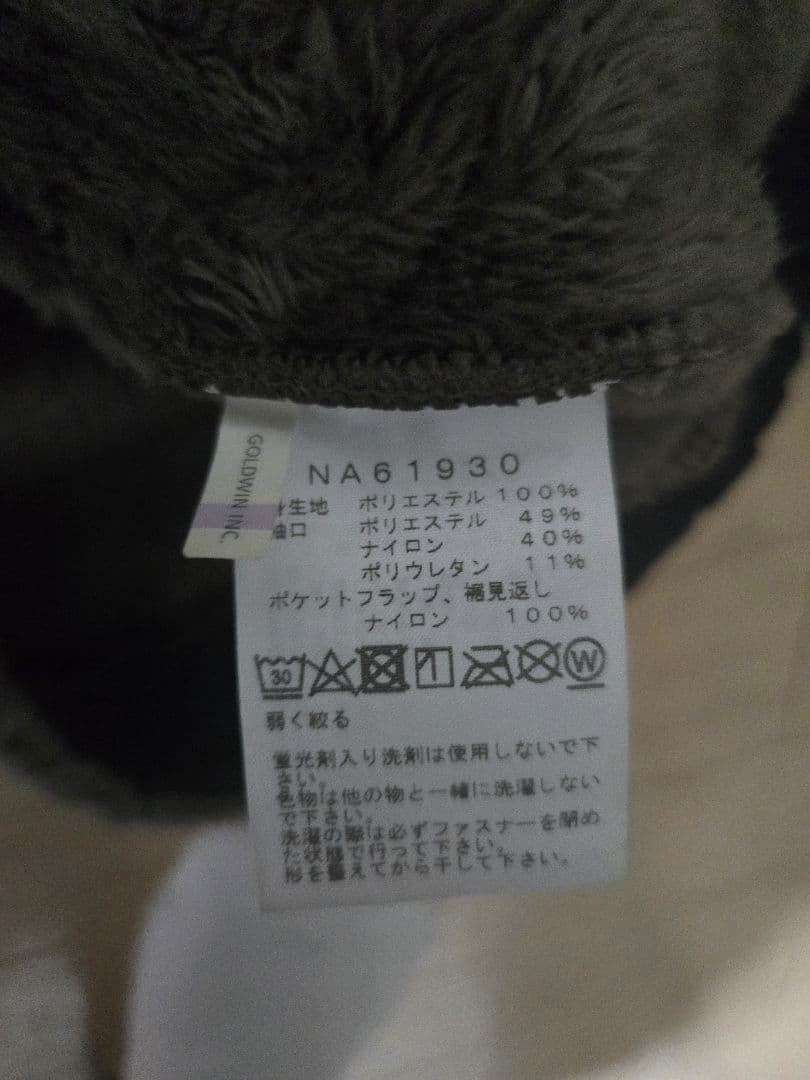 GOLDWIN INC.
NA61930
身生地 ポリエステル 100%
袖口 ポリエステル 49%
ナイロン 40%
ポリウレタン 11%
ポケットフラップ、裾見返し
ナイロン 100%
30 W
弱く絞る
蛍光剤入り洗剤は使用しないで下
さい。
色物は他の物と一緒に洗濯しない
で下さい。
洗濯の際は必ずファスナーを閉め
た状態で行って下さい。
形を整えてから干して下さい。